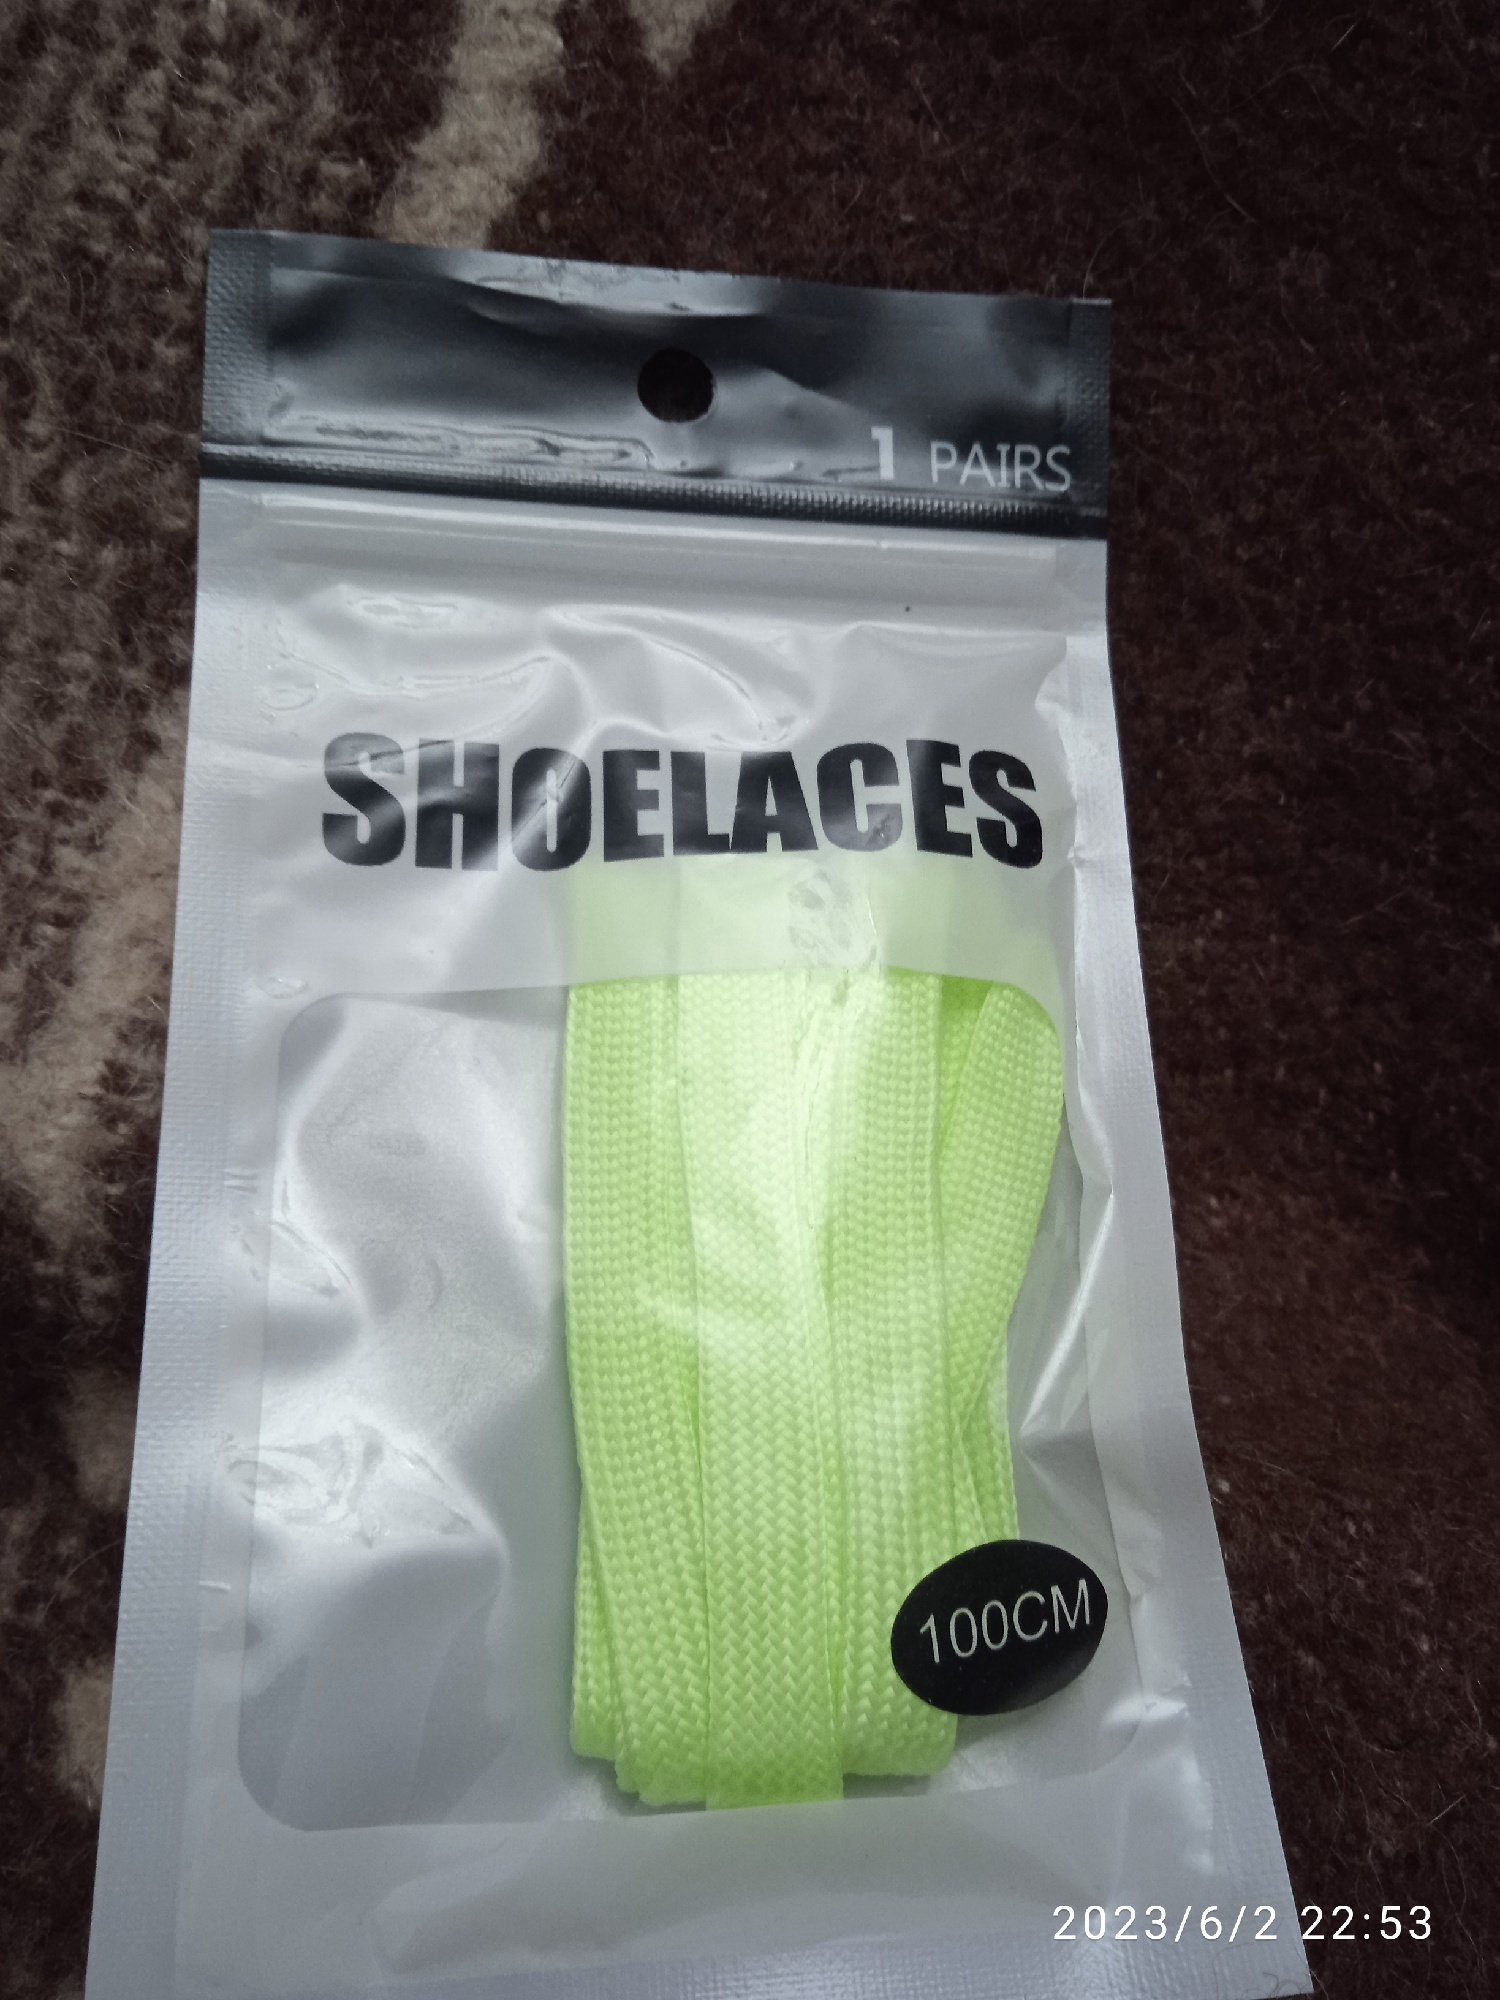 1 PAIRS
SHOELACES
100CM
2023/6/2 22:53